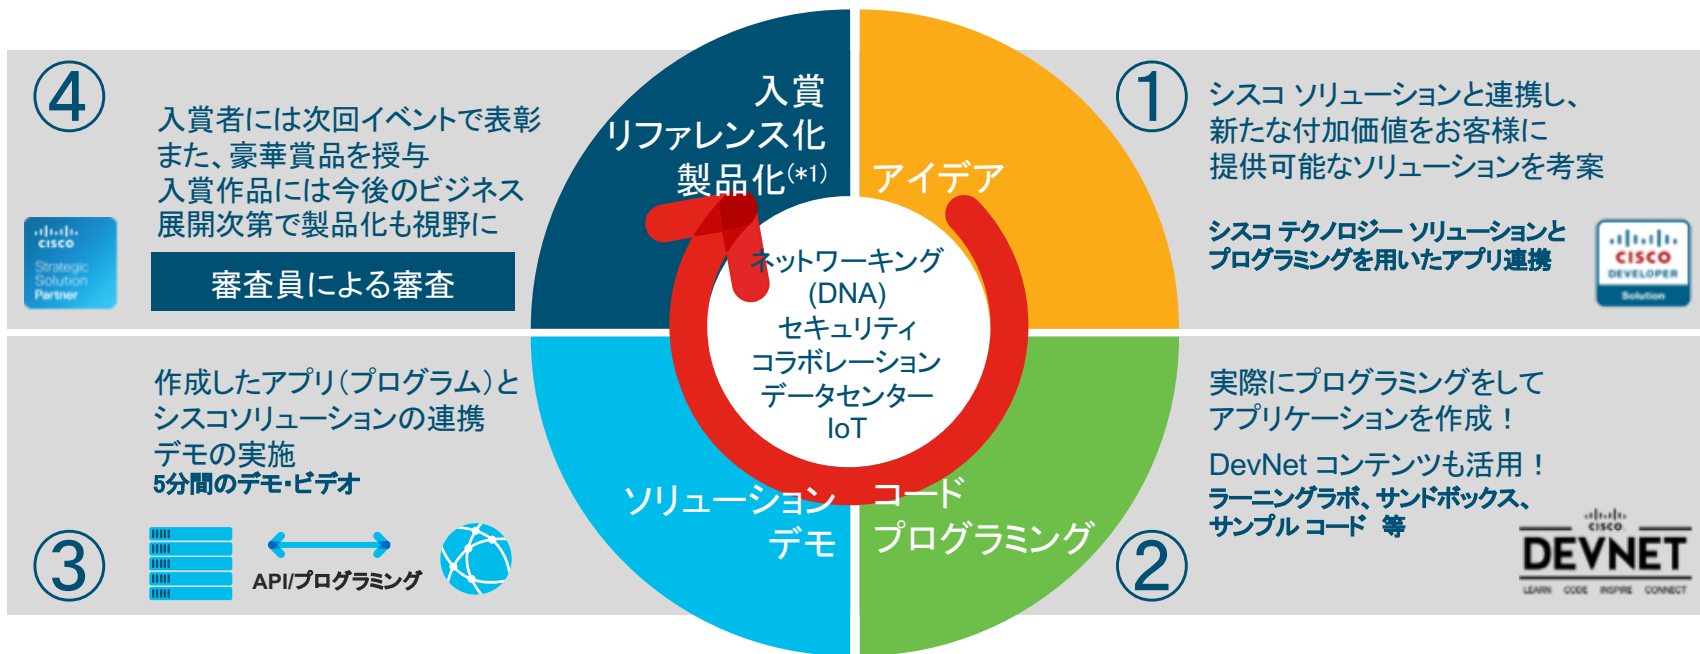 ①
シスコ ソリューションと連携し、
新たな付加価値をお客様に
提供可能なソリューションを考案
シスコ テクノロジー ソリューションと
プログラミングを用いたアプリ連携
CISCO
DEVELOPER
Solution
アイデア
②
実際にプログラミングをして
アプリケーションを作成！
DevNet コンテンツも活用！
ラーニングラボ、サンドボックス、
サンプル コード 等
CISCO
DEVNET
LEARN CODE INSPIRE CONNECT
コード
プログラミング
③
作成したアプリ（プログラム）と
シスコソリューションの連携
デモの実施
5分間のデモ・ビデオ
API/プログラミング
ソリューション
デモ
④
入賞者には次回イベントで表彰
また、豪華賞品を授与
入賞作品には今後のビジネス
展開次第で製品化も視野に
審査員による審査
CISCO
Strategic
Solution
Partner
入賞
リファレンス化
製品化(*1)
ネットワーキング
(DNA)
セキュリティ
コラボレーション
データセンター
IoT